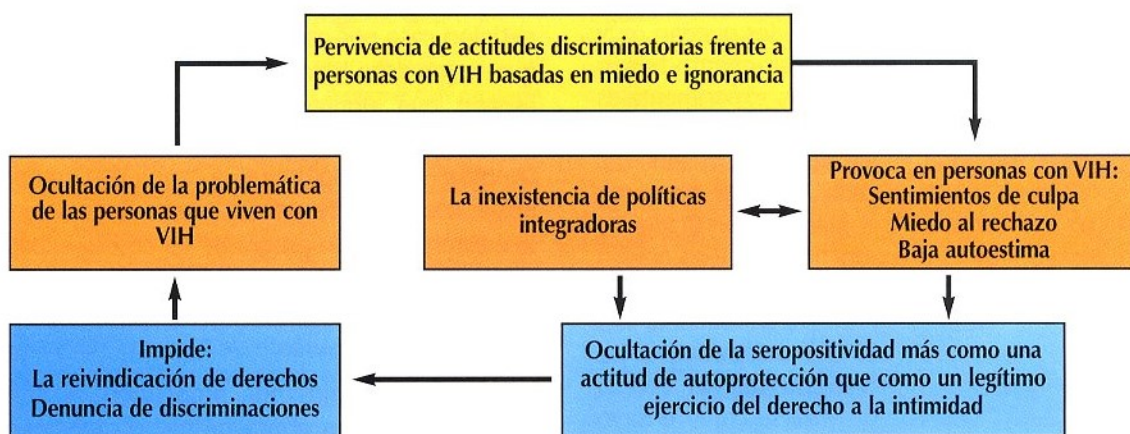 Pervivencia de actitudes discriminatorias frente a
personas con VIH basadas en miedo e ignorancia
Ocultación de la problemática
de las personas que viven con
VIH
La inexistencia de políticas
integradoras
Provoca en personas con VIH:
Sentimientos de culpa
Miedo al rechazo
Baja autoestima
Impide:
La reivindicación de derechos
Denuncia de discriminaciones
Ocultación de la seropositividad más como una
actitud de autoprotección que como un legítimo
ejercicio del derecho a la intimidad